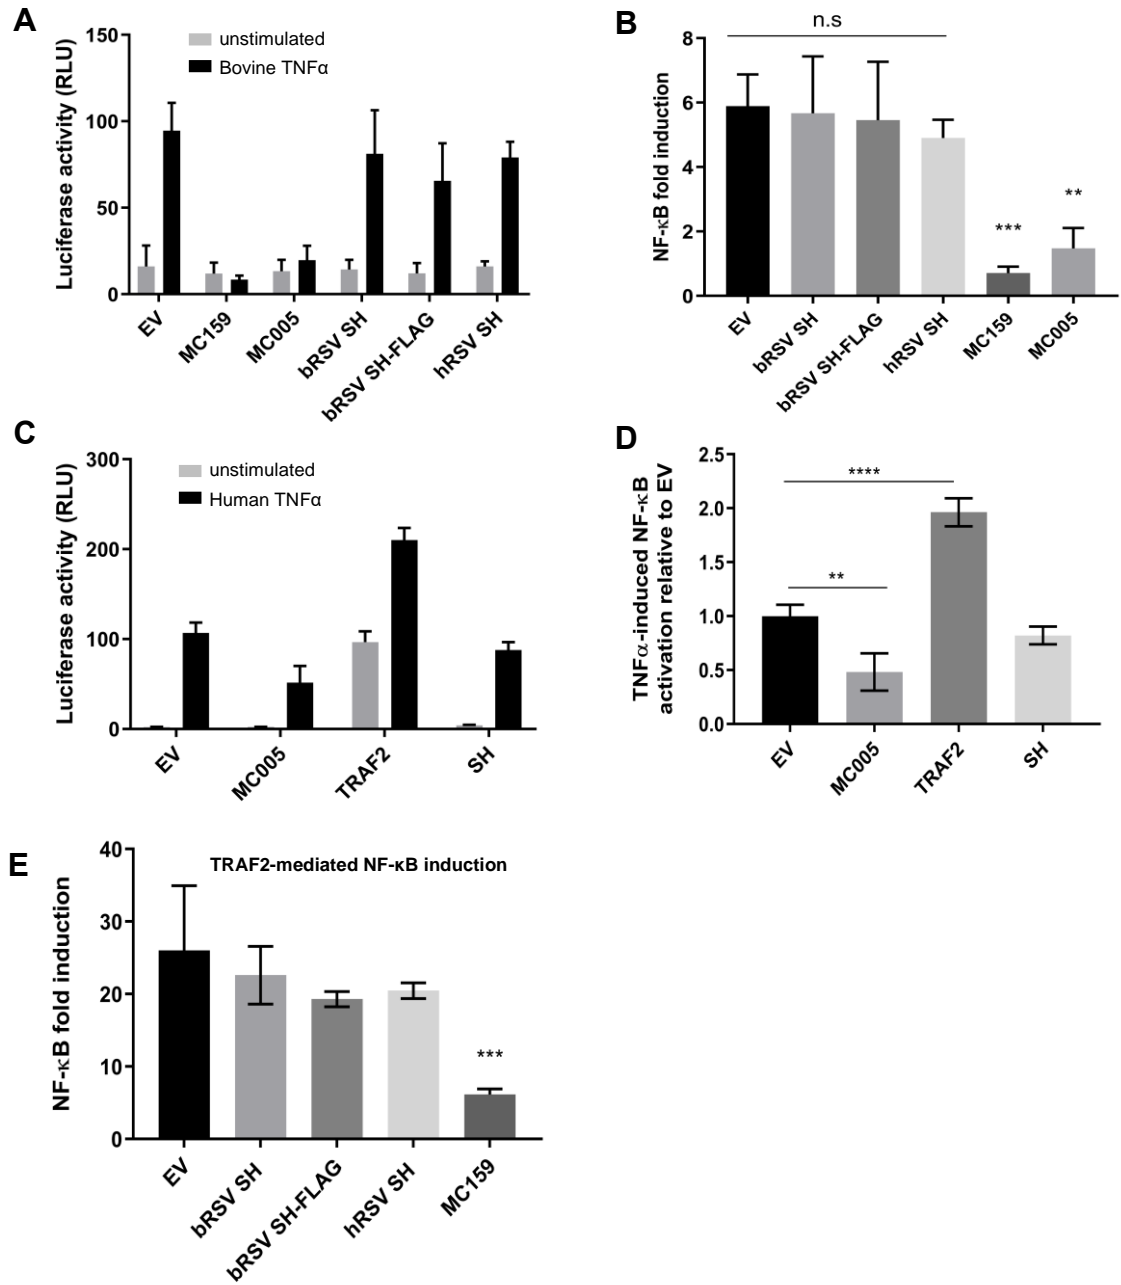 A
Luciferase activity (RLU)
150
100
50
0
unstimulated
Bovine TNFα
EV
MC159
MC005
bRSV SH
bRSV SH-FLAG
hRSV SH
B
NF-κB fold induction
8
6
4
2
0
n.s
***
**
EV
bRSV SH
bRSV SH-FLAG
hRSV SH
MC159
MC005
C
Luciferase activity (RLU)
300
200
100
0
unstimulated
Human TNFα
EV
MC005
TRAF2
SH
D
TNFα-induced NF-κB
activation relative to EV
2.5
2.0
1.5
1.0
0.5
0.0
****
**
EV
MC005
TRAF2
SH
E
NF-κB fold induction
40
30
20
10
0
TRAF2-mediated NF-κB induction
***
EV
bRSV SH
bRSV SH-FLAG
hRSV SH
MC159